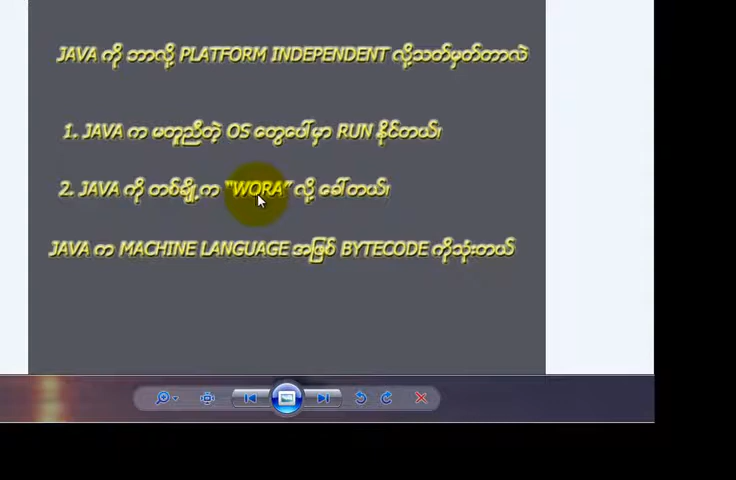 JAVA ကို ဘာလို့ PLATFORM INDEPENDENT လို့သတ်မှတ်တာလဲ
1. JAVA က မတူညီတဲ့ OS တွေပေါ်မှာ RUN နိုင်တယ်၊
2. JAVA ကို တစ်ချို့က "WORA" လို့ ခေါ်တယ်၊
JAVA က MACHINE LANGUAGE အဖြစ် BYTECODE ကိုသုံးတယ်